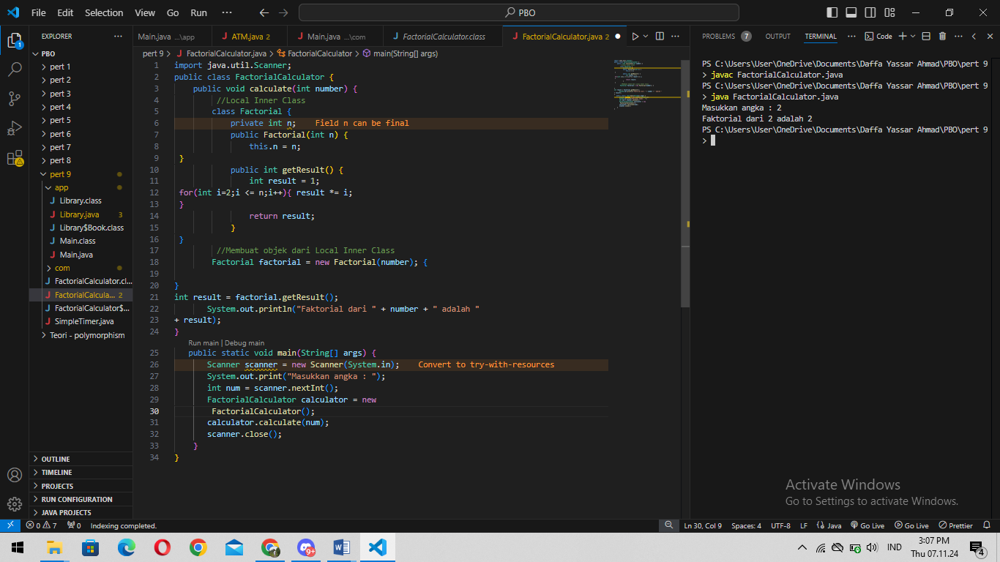 File Edit Selection View Go Run ··· PBO
EXPLORER ···
PBO
pert 1
pert 2
pert 3
pert 4
pert 5
pert 6
pert 7
pert 8
pert 9
app
Library.class
Library.java 3
Library$Book.class
Main.class
Main.java
com
FactorialCalculator.cl...
FactorialCalcula... 2
FactorialCalculator$...
SimpleTimer.java
Teori - polymorphism
OUTLINE
TIMELINE
PROJECTS
RUN CONFIGURATION
JAVA PROJECTS
Main.java ...\app ATM.java 2 Main.java ...\com FactorialCalculator.class FactorialCalculator.java 2
pert 9 > FactorialCalculator.java > FactorialCalculator > main(String[] args)
1 import java.util.Scanner;
2 public class FactorialCalculator {
3 public void calculate(int number) {
4 //Local Inner Class
5 class Factorial {
6 private int n; Field n can be final
7 public Factorial(int n) {
8 this.n = n;
9 }
10 public int getResult() {
11 int result = 1;
12 for(int i=2;i <= n;i++){ result *= i;
13 }
14 return result;
15 }
16 }
17 //Membuat objek dari Local Inner Class
18 Factorial factorial = new Factorial(number); {
19
20 }
21 int result = factorial.getResult();
22 System.out.println("Faktorial dari " + number + " adalah "
23 + result);
24 }
Run main | Debug main
25 public static void main(String[] args) {
26 Scanner scanner = new Scanner(System.in); Convert to try-with-resources
27 System.out.print("Masukkan angka : ");
28 int num = scanner.nextInt();
29 FactorialCalculator calculator = new
30 FactorialCalculator();
31 calculator.calculate(num);
32 scanner.close();
33 }
34 }
PROBLEMS 7 OUTPUT TERMINAL ··· Code
PS C:\Users\User\OneDrive\Documents\Daffa Yassar Ahmad\PBO\pert 9
> javac FactorialCalculator.java
PS C:\Users\User\OneDrive\Documents\Daffa Yassar Ahmad\PBO\pert 9
> java FactorialCalculator.java
Masukkan angka : 2
Faktorial dari 2 adalah 2
PS C:\Users\User\OneDrive\Documents\Daffa Yassar Ahmad\PBO\pert 9
>
Activate Windows
Go to Settings to activate Windows.
0 7 0 Indexing completed. Ln 30, Col 9 Spaces: 4 UTF-8 LF Java Go Live Go Live Prettier
9+ IND 3:07 PM
Thu 07.11.24 4